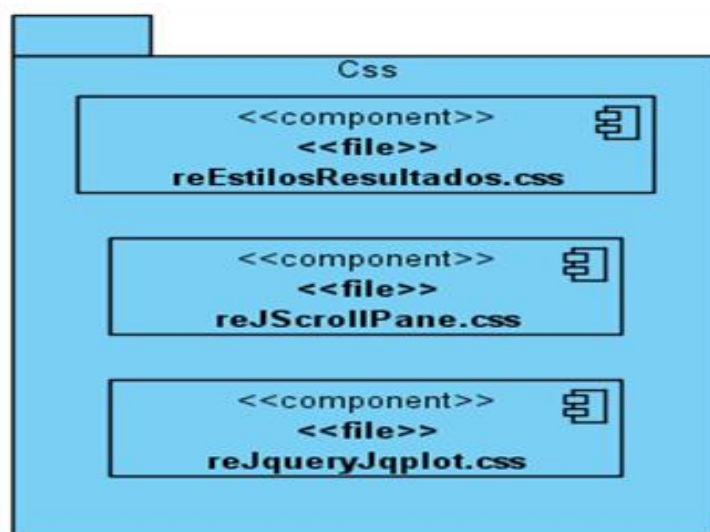 Css
<<component>>
<<file>>
reEstilosResultados.css
<<component>>
<<file>>
reJScrollPane.css
<<component>>
<<file>>
reJqueryJqplot.css